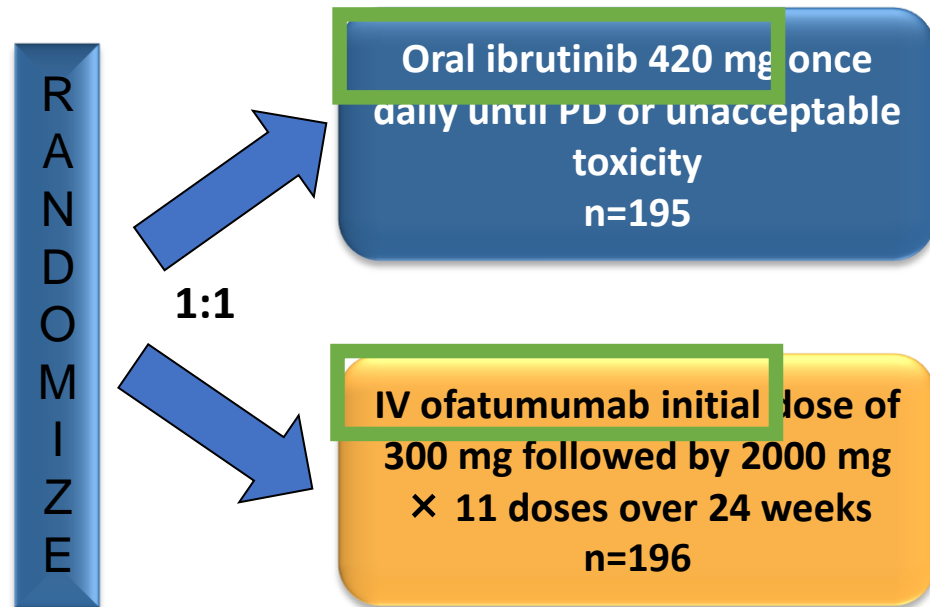 RANDOMIZE
Oral ibrutinib 420 mg once
daily until PD or unacceptable
toxicity
n=195
1:1
IV ofatumumab initial dose of
300 mg followed by 2000 mg
× 11 doses over 24 weeks
n=196